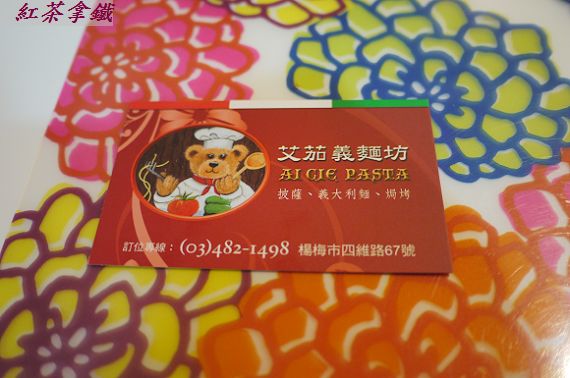 紅茶拿鐵
艾茄義麵坊
AI GIE PASTA
披薩、義大利麵、焗烤
訂位專線：(03)482-1498 楊梅市四維路67號